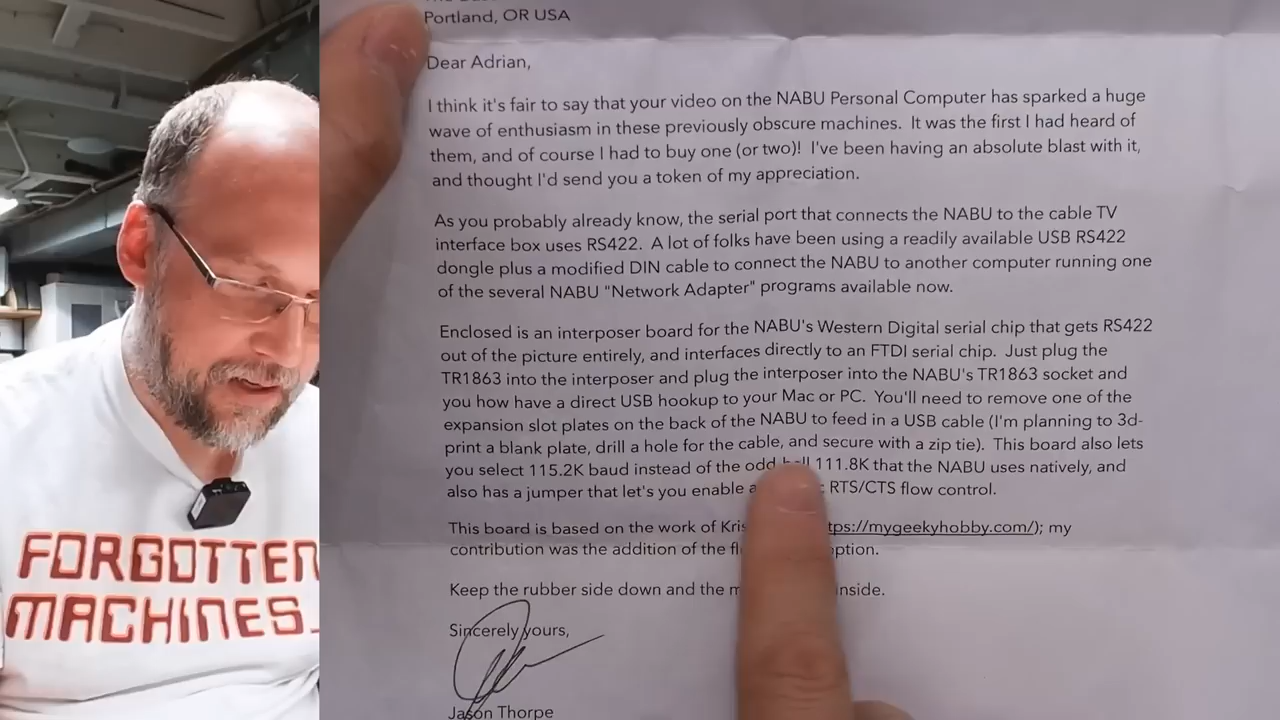 Portland, OR USA
Dear Adrian,
I think it's fair to say that your video on the NABU Personal Computer has sparked a huge
wave of enthusiasm in these previously obscure machines. It was the first I had heard of
them, and of course I had to buy one (or two)! I've been having an absolute blast with it,
and thought I'd send you a token of my appreciation.
As you probably already know, the serial port that connects the NABU to the cable TV
interface box uses RS422. A lot of folks have been using a readily available USB RS422
dongle plus a modified DIN cable to connect the NABU to another computer running one
of the several NABU "Network Adapter" programs available now.
Enclosed is an interposer board for the NABU's Western Digital serial chip that gets RS422
out of the picture entirely, and interfaces directly to an FTDI serial chip. Just plug the
TR1863 into the interposer and plug the interposer into the NABU's TR1863 socket and
you how have a direct USB hookup to your Mac or PC. You'll need to remove one of the
expansion slot plates on the back of the NABU to feed in a USB cable (I'm planning to 3d-
print a blank plate, drill a hole for the cable, and secure with a zip tie). This board also lets
you select 115.2K baud instead of the odd ball 111.8K that the NABU uses natively, and
also has a jumper that let's you enable RTS/CTS flow control.
This board is based on the work of tps://mygeekyhobby.com/); my
contribution was the addition of the
Keep the rubber side down and the inside.
Sincerely yours,
Jason Thorpe
FORGOTTEN
MACHINES_